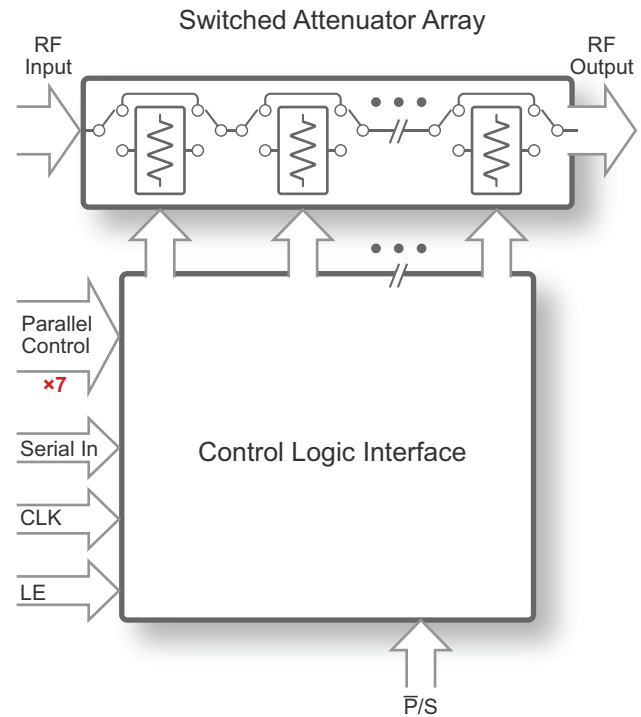 Switched Attenuator Array
RF
Input
RF
Output
Parallel
Control
×7
Serial In
CLK
LE
Control Logic Interface
P̅/S